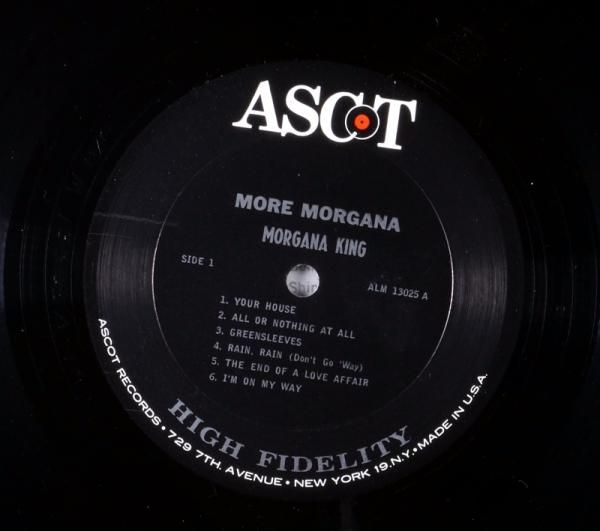 ASCOT
MORE MORGANA
MORGANA KING
SIDE 1
ALM 13025 A
Ship
1. YOUR HOUSE
2. ALL OR NOTHING AT ALL
3. GREENSLEEVES
4. RAIN, RAIN (Don't Go 'Way)
5. THE END OF A LOVE AFFAIR
6. I'M ON MY WAY
HIGH FIDELITY
ASCOT RECORDS • 729 7TH. AVENUE • NEW YORK 19.N.Y. • MADE IN U.S.A.